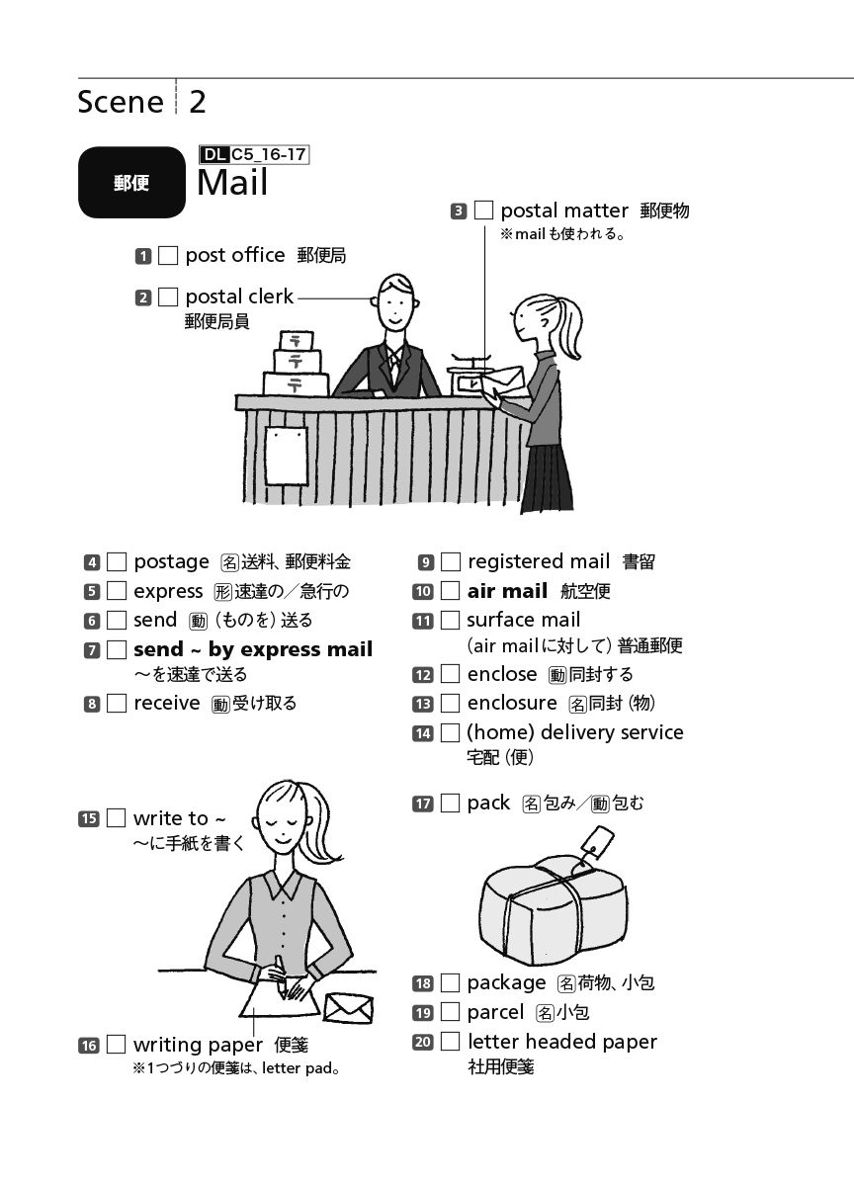 Scene 2
郵便
DL C5_16-17
Mail
1 post office 郵便局
2 postal clerk
郵便局員
3 postal matter 郵便物
※mailも使われる。
〒
〒
〒
4 postage 名送料、郵便料金
5 express 形速達の／急行の
6 send 動（ものを）送る
7 send ~ by express mail
～を速達で送る
8 receive 動受け取る
9 registered mail 書留
10 air mail 航空便
11 surface mail
（air mailに対して）普通郵便
12 enclose 動同封する
13 enclosure 名同封（物）
14 (home) delivery service
宅配（便）
15 write to ~
～に手紙を書く
16 writing paper 便箋
※1つづりの便箋は、letter pad。
17 pack 名包み／動包む
18 package 名荷物、小包
19 parcel 名小包
20 letter headed paper
社用便箋